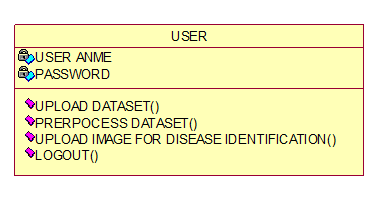 USER
USER ANME
PASSWORD
UPLOAD DATASET()
PRERPOCESS DATASET()
UPLOAD IMAGE FOR DISEASE IDENTIFICATION()
LOGOUT()